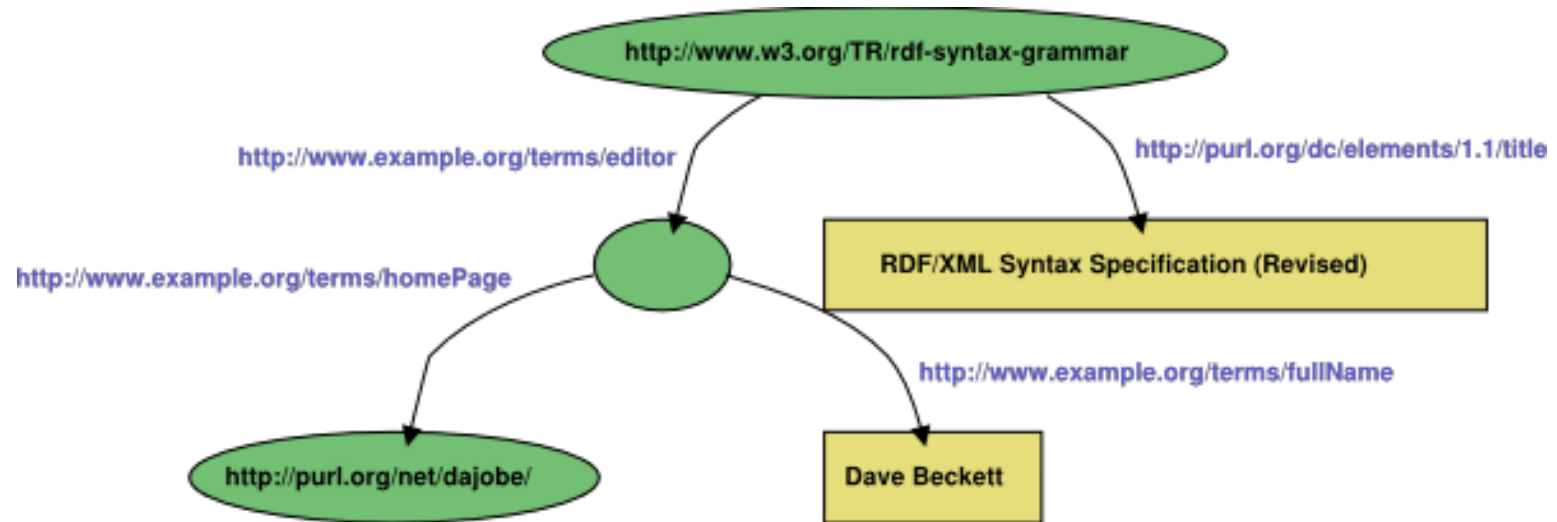 http://www.w3.org/TR/rdf-syntax-grammar
http://www.example.org/terms/editor
http://purl.org/dc/elements/1.1/title
RDF/XML Syntax Specification (Revised)
http://www.example.org/terms/homePage
http://www.example.org/terms/fullName
http://purl.org/net/dajobe/
Dave Beckett